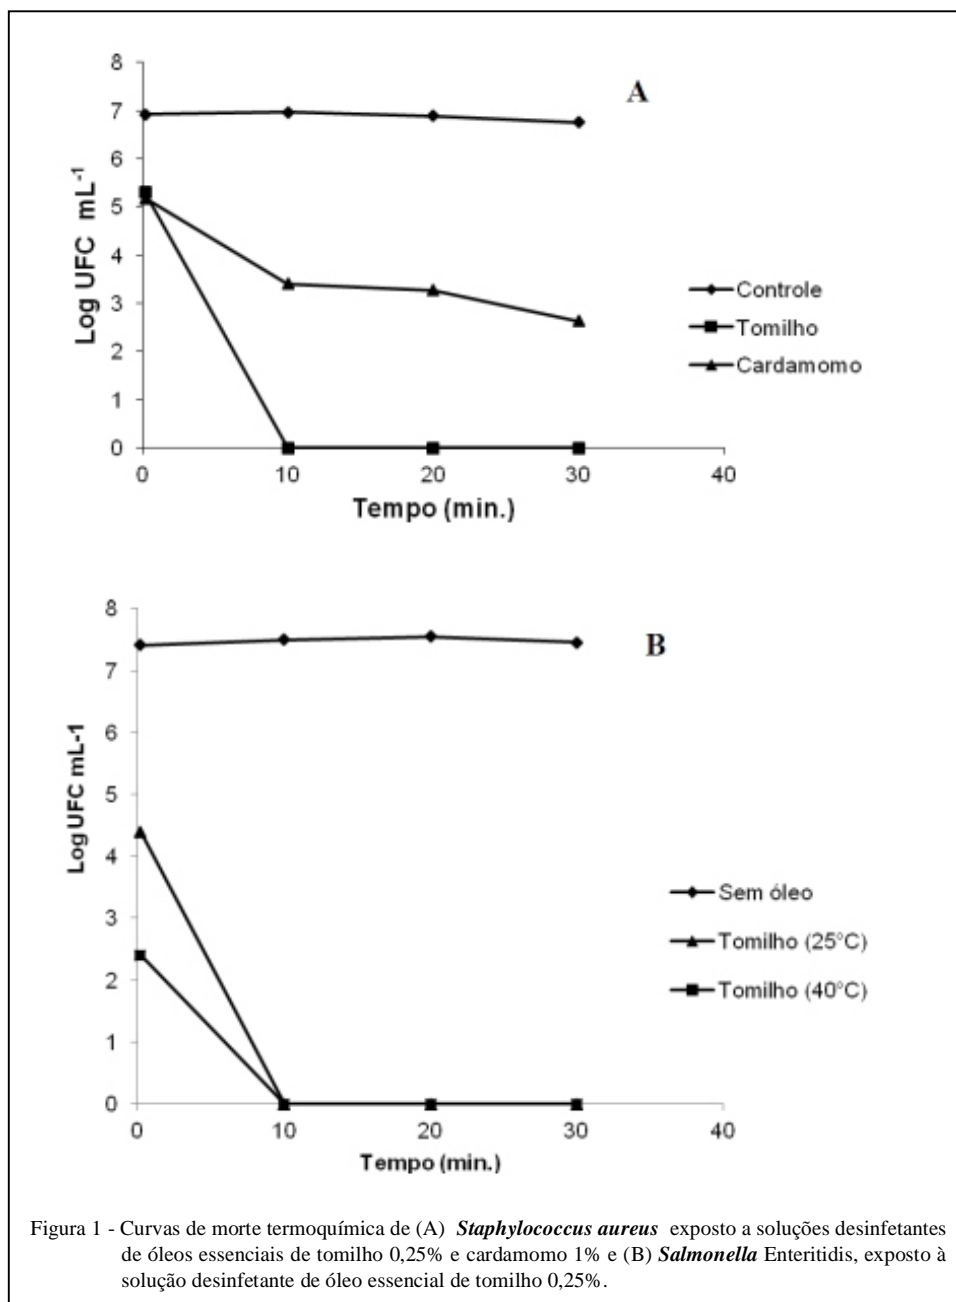 8
7
6
5
4
3
2
1
0
Log UFC mL-1
A
Controle
Tomilho
Cardamomo
0 10 20 30 40
Tempo (min.)
8
7
6
5
4
3
2
1
0
Log UFC mL-1
B
Sem óleo
Tomilho (25°C)
Tomilho (40°C)
0 10 20 30 40
Tempo (min.)
Figura 1 - Curvas de morte termoquímica de (A) Staphylococcus aureus exposto a soluções desinfetantes
de óleos essenciais de tomilho 0,25% e cardamomo 1% e (B) Salmonella Enteritidis, exposto à
solução desinfetante de óleo essencial de tomilho 0,25%.